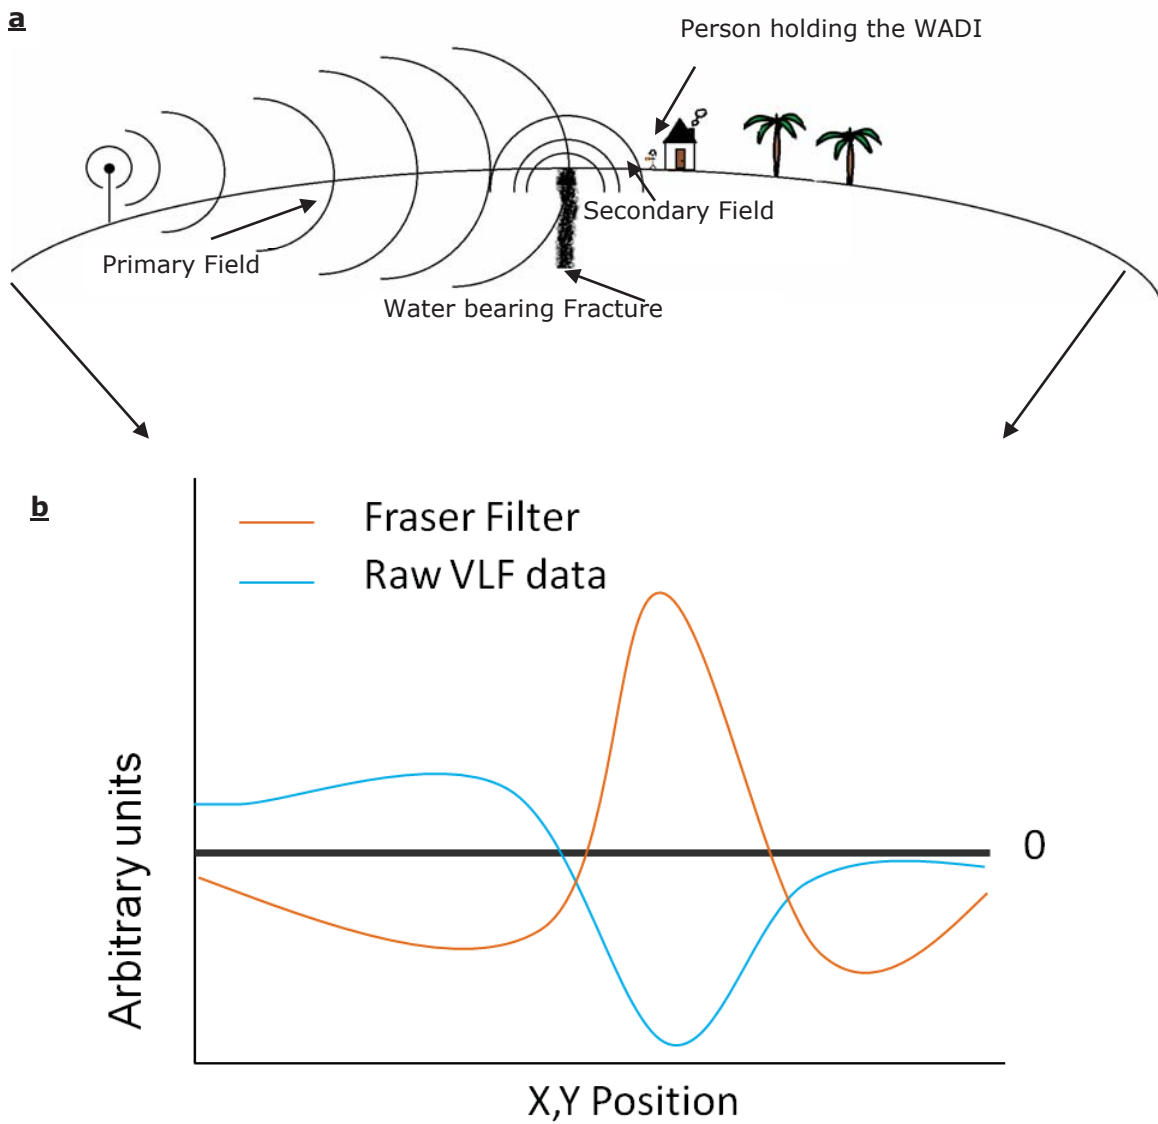 a
Person holding the WADI
Secondary Field
Primary Field
Water bearing Fracture
b
Fraser Filter
Raw VLF data
0
Arbitrary units
X,Y Position